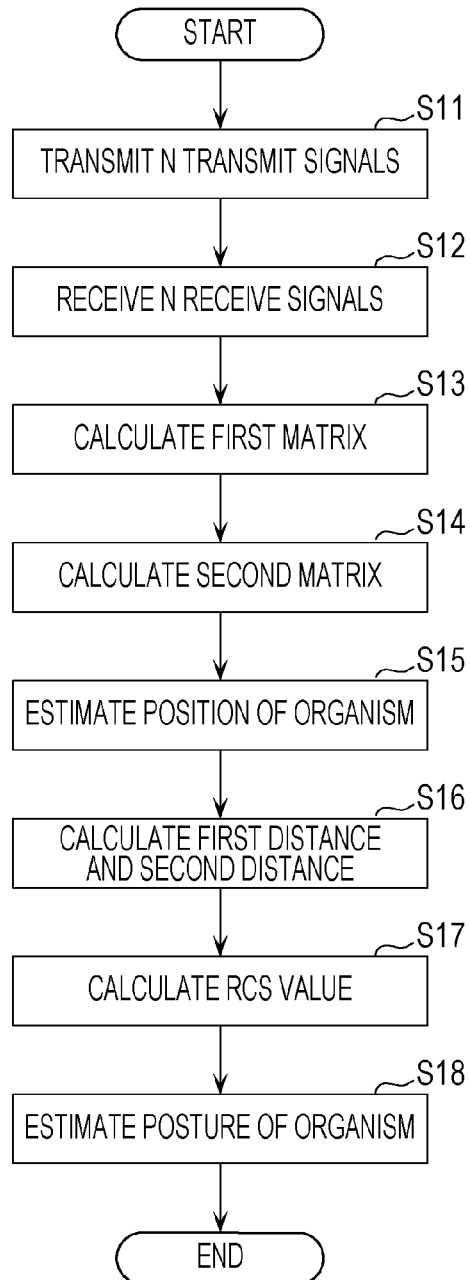 START
S11
TRANSMIT N TRANSMIT SIGNALS
S12
RECEIVE N RECEIVE SIGNALS
S13
CALCULATE FIRST MATRIX
S14
CALCULATE SECOND MATRIX
S15
ESTIMATE POSITION OF ORGANISM
S16
CALCULATE FIRST DISTANCE
AND SECOND DISTANCE
S17
CALCULATE RCS VALUE
S18
ESTIMATE POSTURE OF ORGANISM
END